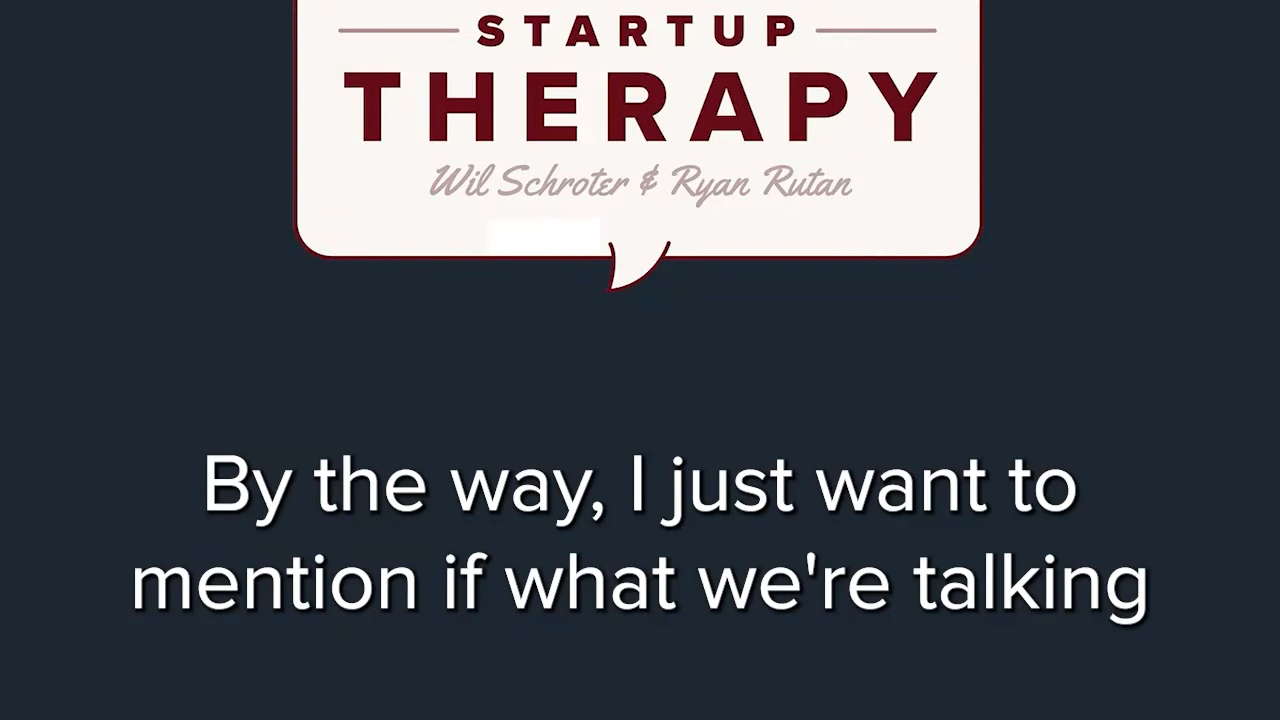 STARTUP
THERAPY
Wil Schroter & Ryan Rutan
By the way, I just want to
mention if what we're talking